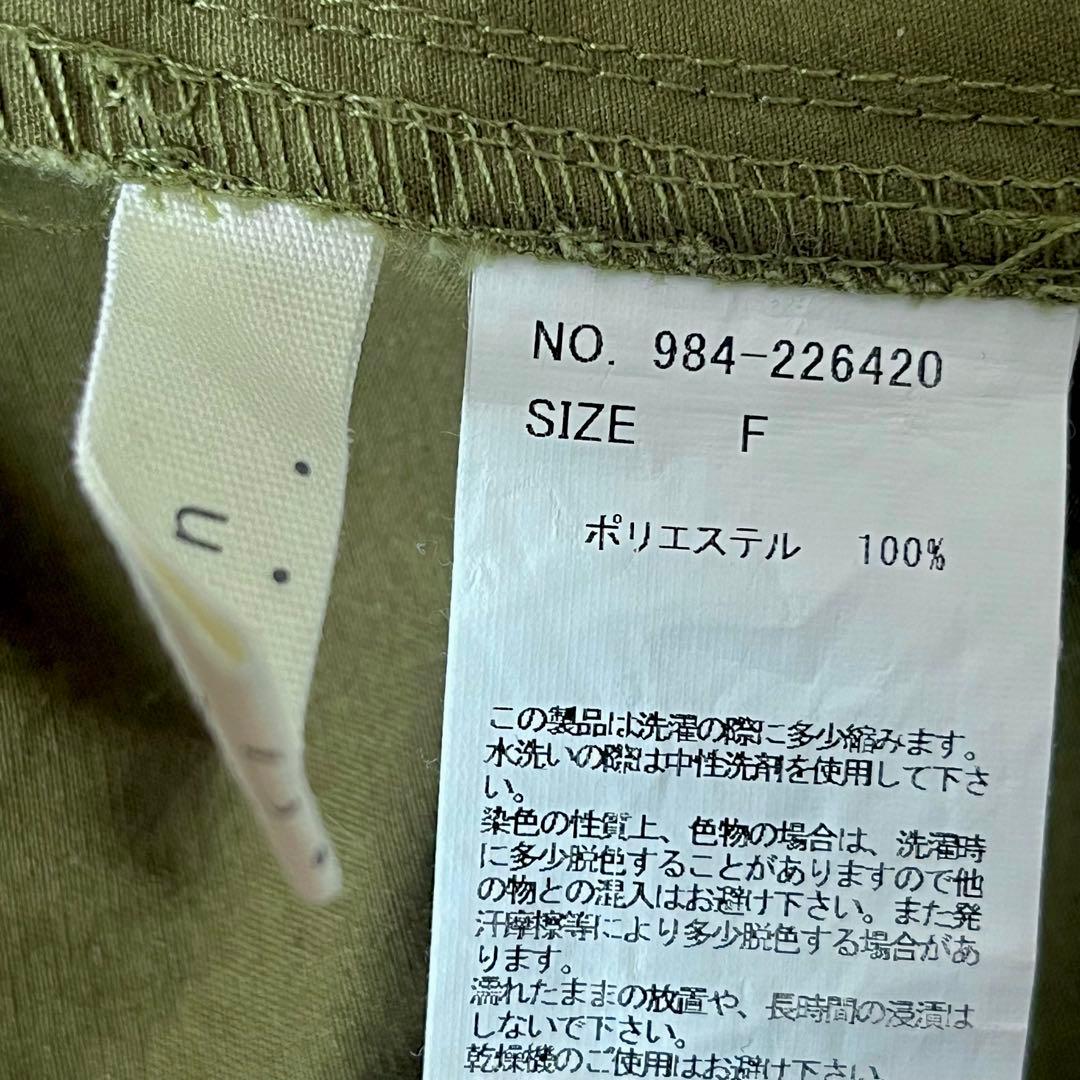 NO. 984-226420
SIZE F
ポリエステル 100%
この製品は洗濯の際に多少縮みます。
水洗いの際は中性洗剤を使用して下さ
い。
染色の性質上、色物の場合は、洗濯時
に多少脱色することがありますので他
の物との混入はお避け下さい。また発
汗摩擦等により多少脱色する場合があ
ります。
濡れたままの放置や、長時間の浸漬は
しないで下さい。
乾燥機のご使用はお避け下さい。